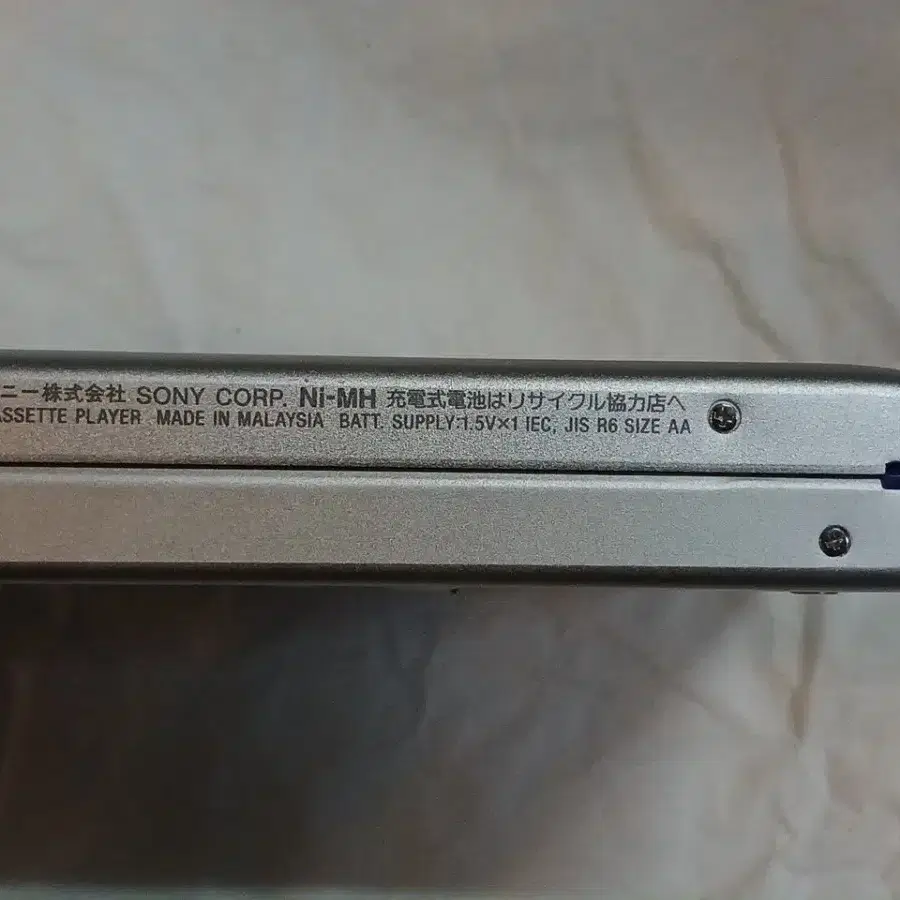 ニー株式会社 SONY CORP. Ni-MH 充電式電池はリサイクル協力店へ
ASSETTE PLAYER MADE IN MALAYSIA BATT. SUPPLY:1.5V×1 IEC, JIS R6 SIZE AA